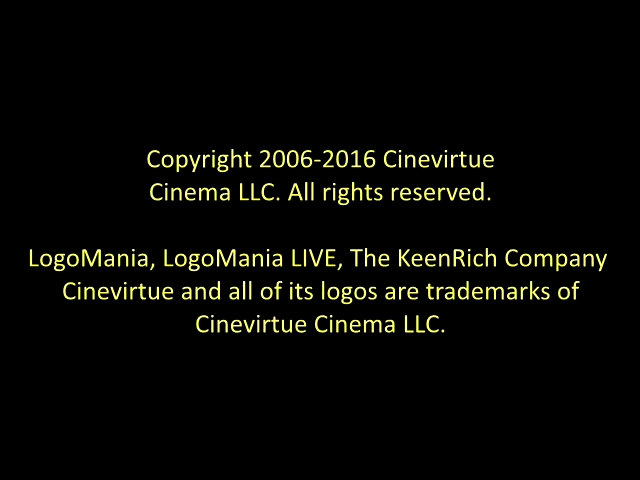 Copyright 2006-2016 Cinevirtue
Cinema LLC. All rights reserved.
LogoMania, LogoMania LIVE, The KeenRich Company
Cinevirtue and all of its logos are trademarks of
Cinevirtue Cinema LLC.